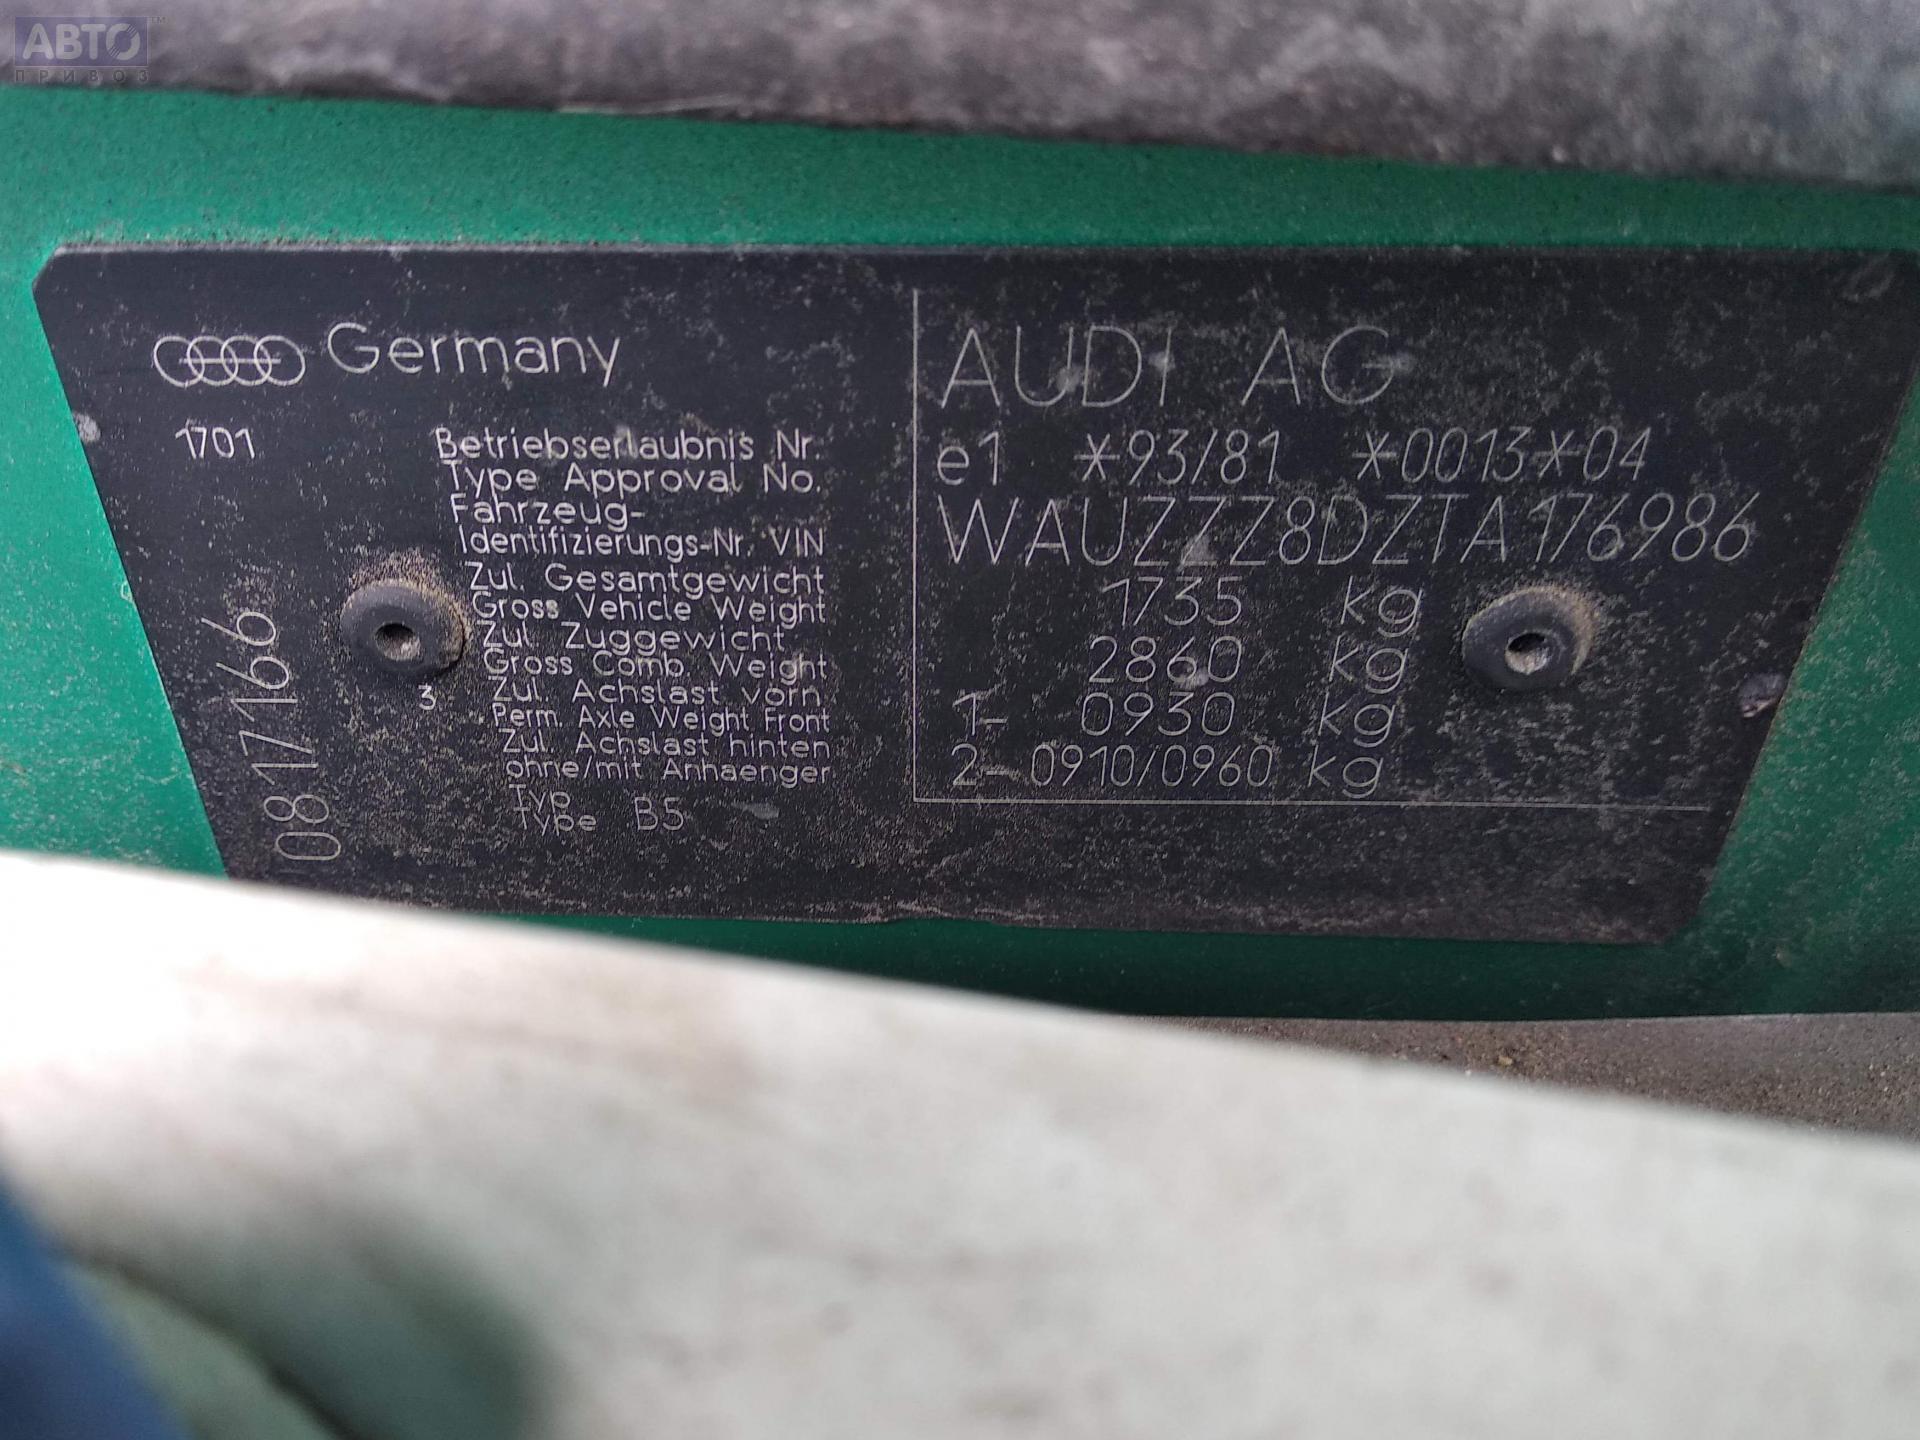 АВТО™
ПРИВОЗ
Germany
1701
Betriebserlaubnis Nr.
Type Approval No.
Fahrzeug-
Identifizierungs-Nr. VIN
Zul. Gesamtgewicht
Gross Vehicle Weight
Zul. Zuggewicht
Gross Comb. Weight
3 Zul. Achslast vorn
Perm. Axle Weight Front
Zul. Achslast hinten
ohne/mit Anhaenger
Typ
Type B5
0817166
AUDI AG
e1 *93/81 *0013*04
WAUZZZ8DZTA176986
1735 kg
2860 kg
1- 0930 kg
2- 0910/0960 kg